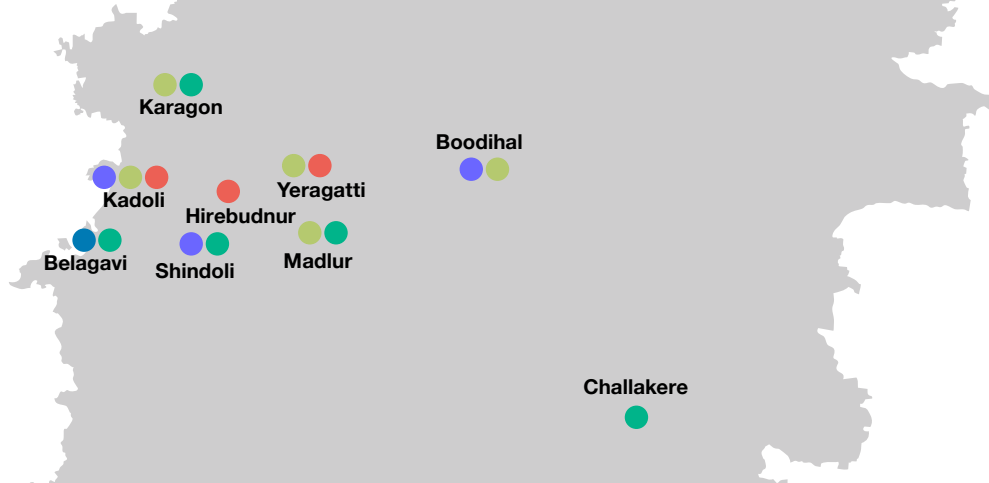 Karagon
Boodihal
Kadoli
Yeragatti
Hirebudnur
Belagavi
Shindoli
Madlur
Challakere